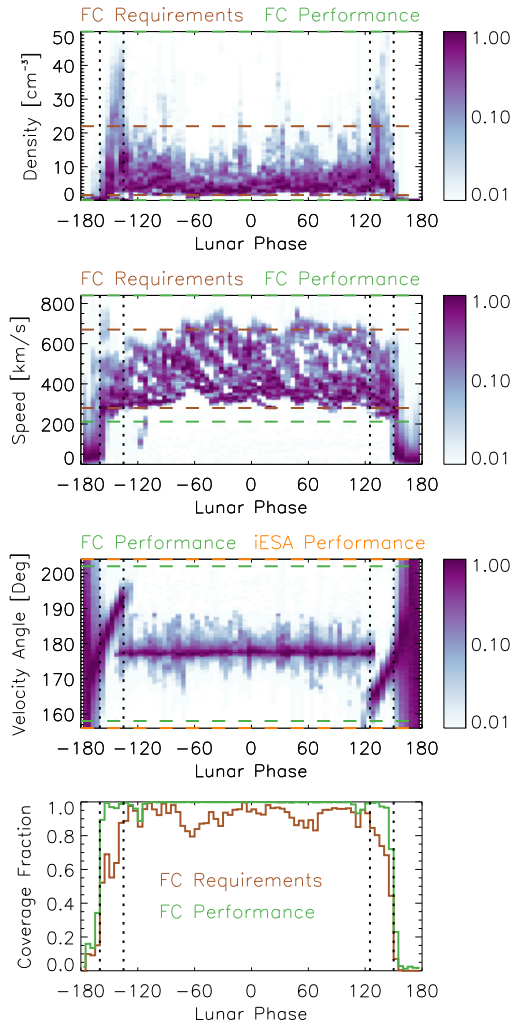 FC Requirements FC Performance
50
40
30
20
10
0
Density [cm⁻³]
−180 −120 −60 0 60 120 180
Lunar Phase
1.00
0.10
0.01
FC Requirements FC Performance
800
600
400
200
0
Speed [km/s]
−180 −120 −60 0 60 120 180
Lunar Phase
1.00
0.10
0.01
FC Performance iESA Performance
200
190
180
170
160
Velocity Angle [Deg]
−180 −120 −60 0 60 120 180
Lunar Phase
1.00
0.10
0.01
1.0
0.8
0.6
0.4
0.2
0.0
Coverage Fraction
FC Requirements
FC Performance
−180 −120 −60 0 60 120 180
Lunar Phase